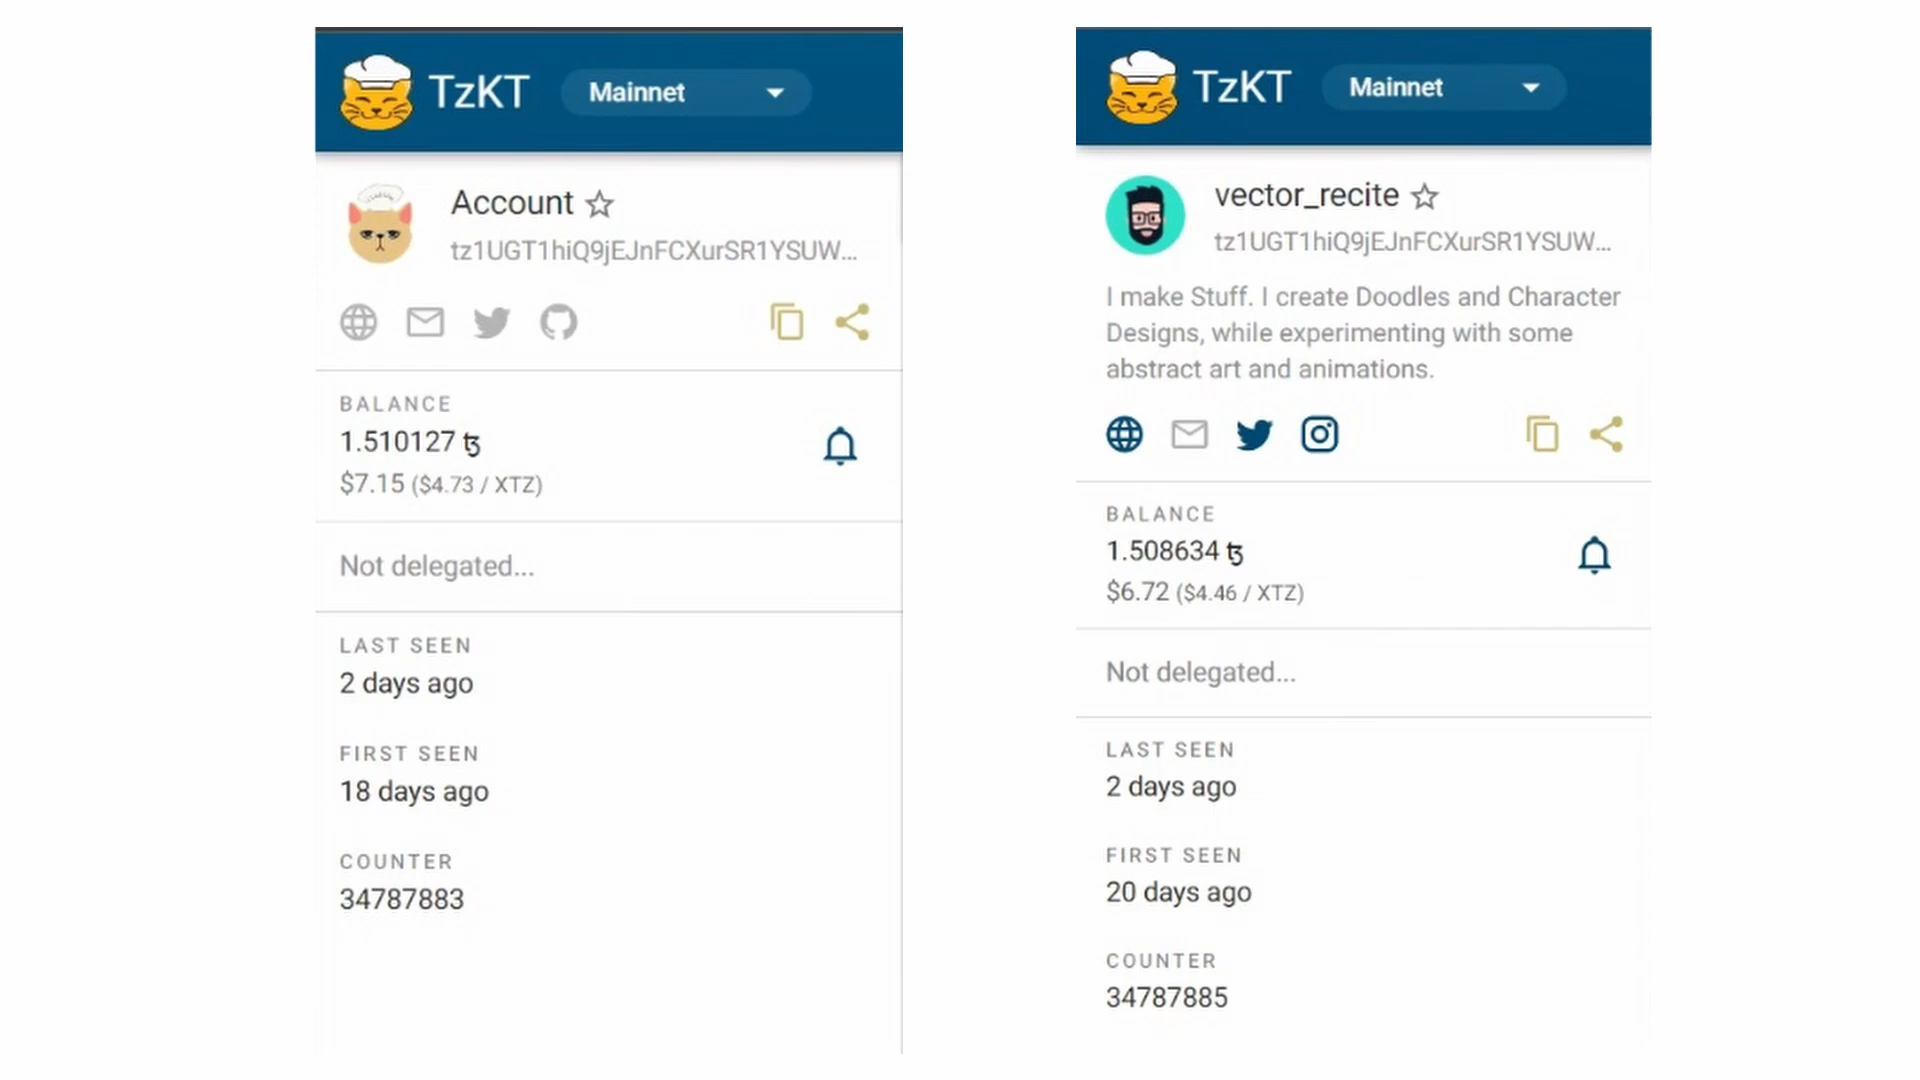 TzKT
Mainnet
Account
tz1UGT1hiQ9jEJnFCXurSR1YSUW...
BALANCE
1.510127 ꜩ
$7.15 ($4.73 / XTZ)
Not delegated...
LAST SEEN
2 days ago
FIRST SEEN
18 days ago
COUNTER
34787883
TzKT
Mainnet
vector_recite
tz1UGT1hiQ9jEJnFCXurSR1YSUW...
I make Stuff. I create Doodles and Character
Designs, while experimenting with some
abstract art and animations.
BALANCE
1.508634 ꜩ
$6.72 ($4.46 / XTZ)
Not delegated...
LAST SEEN
2 days ago
FIRST SEEN
20 days ago
COUNTER
34787885